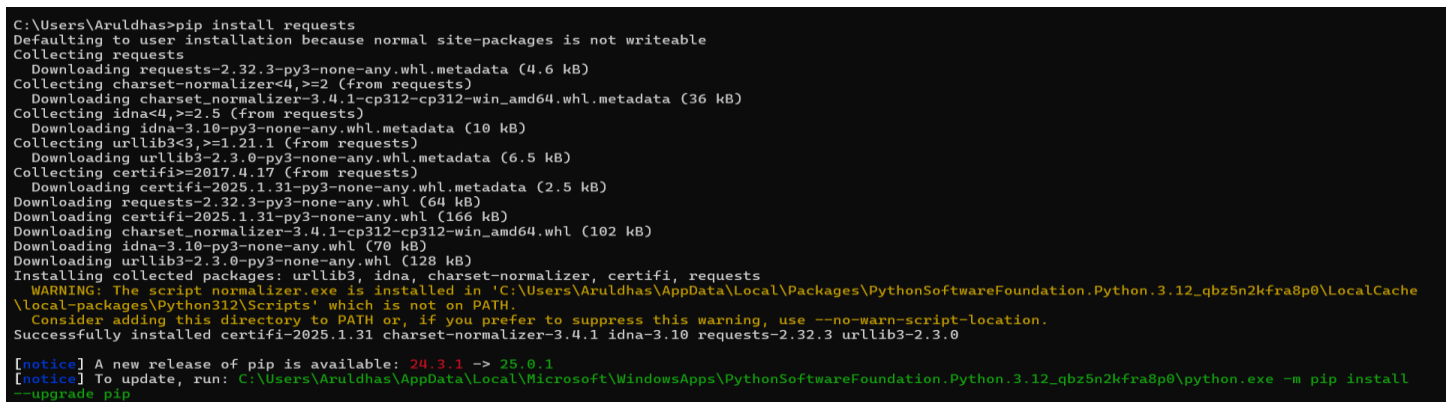 C:\Users\Aruldhas>pip install requests
Defaulting to user installation because normal site-packages is not writeable
Collecting requests
  Downloading requests-2.32.3-py3-none-any.whl.metadata (4.6 kB)
Collecting charset-normalizer<4,>=2 (from requests)
  Downloading charset_normalizer-3.4.1-cp312-cp312-win_amd64.whl.metadata (36 kB)
Collecting idna<4,>=2.5 (from requests)
  Downloading idna-3.10-py3-none-any.whl.metadata (10 kB)
Collecting urllib3<3,>=1.21.1 (from requests)
  Downloading urllib3-2.3.0-py3-none-any.whl.metadata (6.5 kB)
Collecting certifi>=2017.4.17 (from requests)
  Downloading certifi-2025.1.31-py3-none-any.whl.metadata (2.5 kB)
Downloading requests-2.32.3-py3-none-any.whl (64 kB)
Downloading certifi-2025.1.31-py3-none-any.whl (166 kB)
Downloading charset_normalizer-3.4.1-cp312-cp312-win_amd64.whl (102 kB)
Downloading idna-3.10-py3-none-any.whl (70 kB)
Downloading urllib3-2.3.0-py3-none-any.whl (128 kB)
Installing collected packages: urllib3, idna, charset-normalizer, certifi, requests
  WARNING: The script normalizer.exe is installed in 'C:\Users\Aruldhas\AppData\Local\Packages\PythonSoftwareFoundation.Python.3.12_qbz5n2kfra8p0\LocalCache
\local-packages\Python312\Scripts' which is not on PATH.
  Consider adding this directory to PATH or, if you prefer to suppress this warning, use --no-warn-script-location.
Successfully installed certifi-2025.1.31 charset-normalizer-3.4.1 idna-3.10 requests-2.32.3 urllib3-2.3.0
[notice] A new release of pip is available: 24.3.1 -> 25.0.1
[notice] To update, run: C:\Users\Aruldhas\AppData\Local\Microsoft\WindowsApps\PythonSoftwareFoundation.Python.3.12_qbz5n2kfra8p0\python.exe -m pip install
--upgrade pip